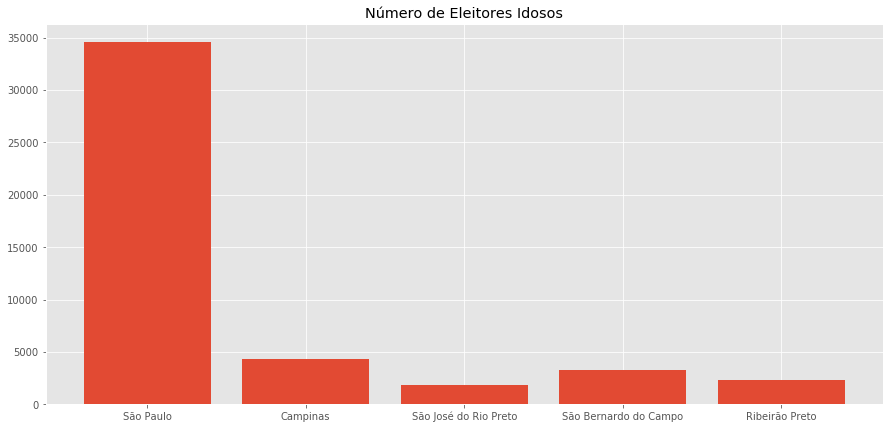 Número de Eleitores Idosos
35000
30000
25000
20000
15000
10000
5000
0
São Paulo
Campinas
São José do Rio Preto
São Bernardo do Campo
Ribeirão Preto